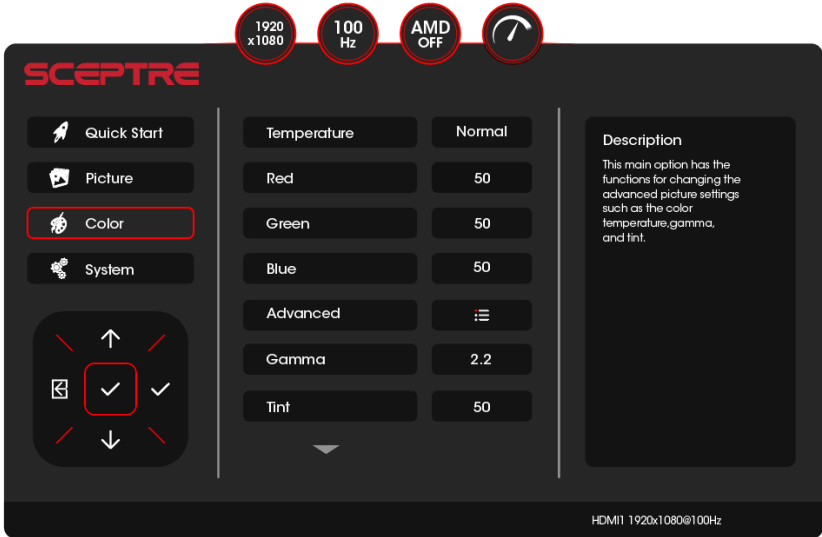 1920
x1080
100
Hz
AMD
OFF
SCEPTRE
Quick Start
Picture
Color
System
Temperature
Normal
Red
50
Green
50
Blue
50
Advanced
Gamma
2.2
Tint
50
Description
This main option has the
functions for changing the
advanced picture settings
such as the color
temperature,gamma,
and tint.
HDMI1 1920x1080@100Hz